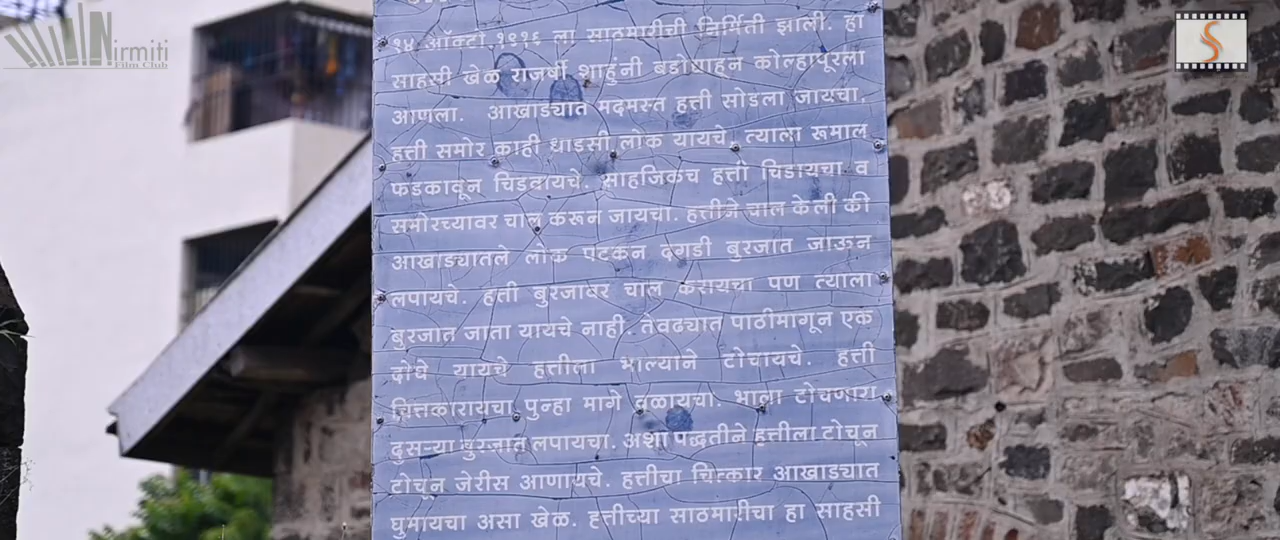 Nirmiti
Film Club
S
१४ ऑक्टो १९१६ ला साठमारीची निर्मिती झाली. हा
साहसी खेळ राजर्षी शाहुंनी बडोद्याहून कोल्हापूरला
आणला. आखाड्यात मदमस्त हत्ती सोडला जायचा.
हत्ती समोर काही धाडसी लोक यायचे. त्याला रूमाल
फडकावून चिडवायचे. साहजिकच हत्ती चिडायचा व
समोरच्यावर चालू करून जायचा. हत्तीने चाल केली की
आखाड्यातले लोक पटकन दगडी बुरजात जाऊन
लपायचे. हत्ती बुरजावर चाल करायचा पण त्याला
बुरजात जाता यायचे नाही. तेवढ्यात पाठीमागून एक
दोघे यायचे हत्तीला भाल्याने टोचायचे. हत्ती
चित्तकारायचा पुन्हा मागे वळायचा. भाला टोचणारा
दुसऱ्या बुरजात लपायचा. अशा पद्धतीने हत्तीला टोचून
टोचून जेरीस आणायचे. हत्तीचा चित्कार आखाड्यात
घुमायचा असा खेळ. हत्तीच्या साठमारीचा हा साहसी